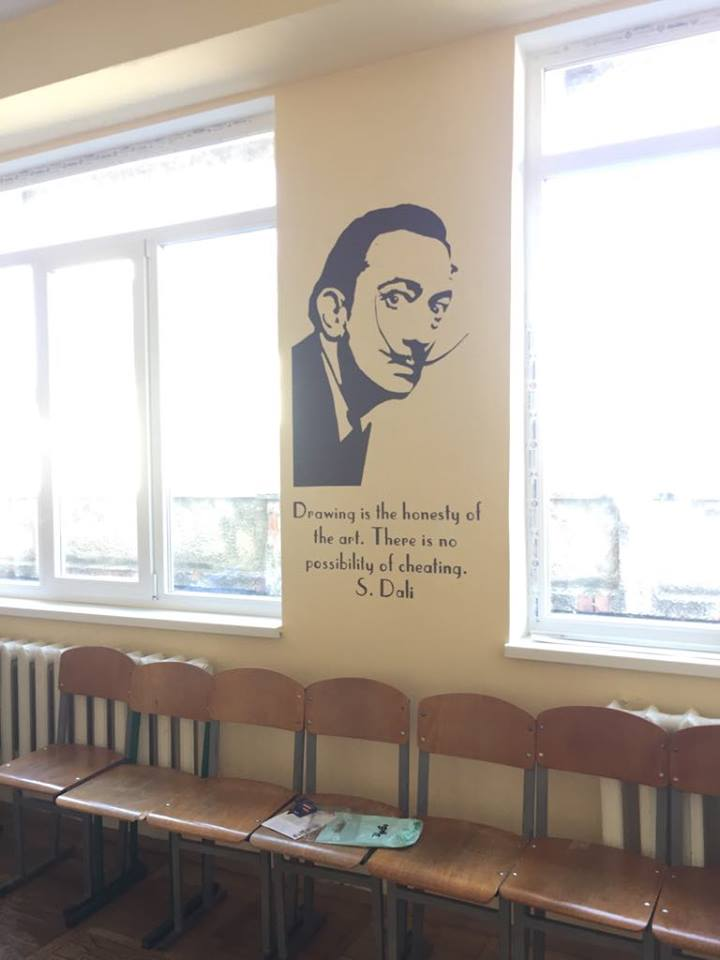 Drawing is the honesty of
the art. There is no
possibility of cheating.
S. Dali